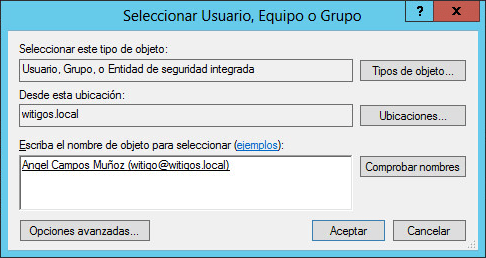 Seleccionar Usuario, Equipo o Grupo
?
Seleccionar este tipo de objeto:
Usuario, Grupo, o Entidad de seguridad integrada
Tipos de objeto...
Desde esta ubicación:
witigos.local
Ubicaciones...
Escriba el nombre de objeto para seleccionar (ejemplos):
Angel Campos Muñoz (witigo@witigos.local)
Comprobar nombres
Opciones avanzadas...
Aceptar
Cancelar